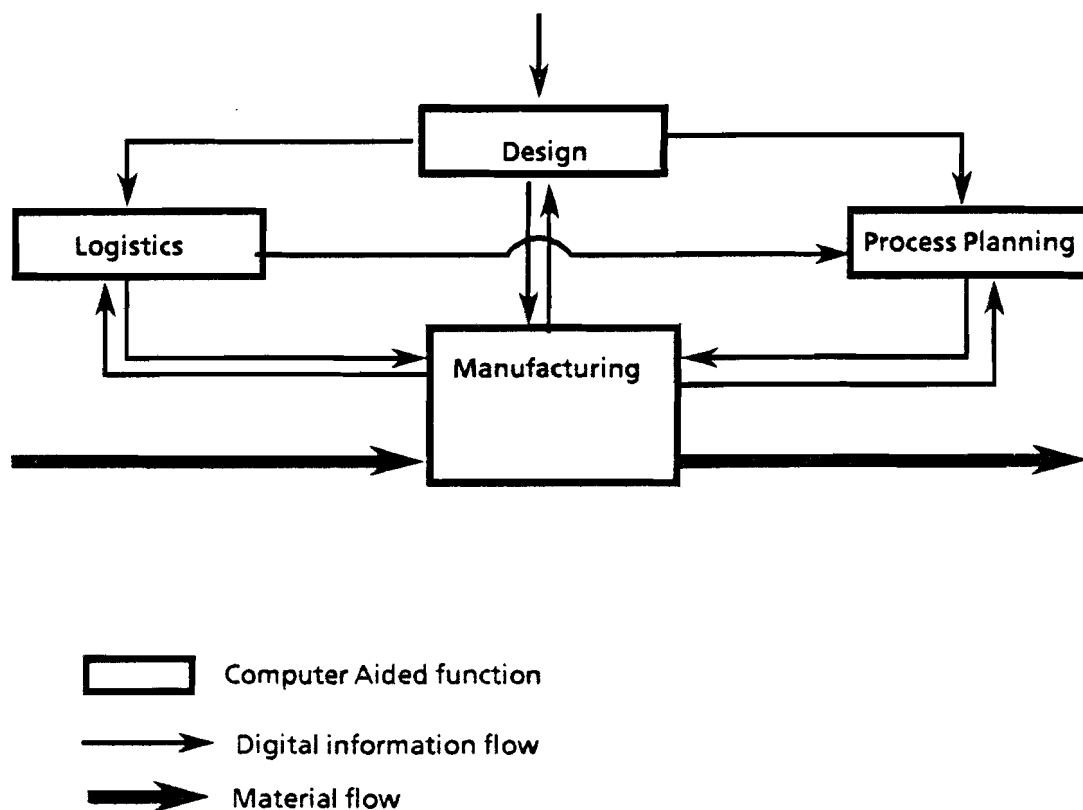 Design
Logistics
Process Planning
Manufacturing
Computer Aided function
Digital information flow
Material flow